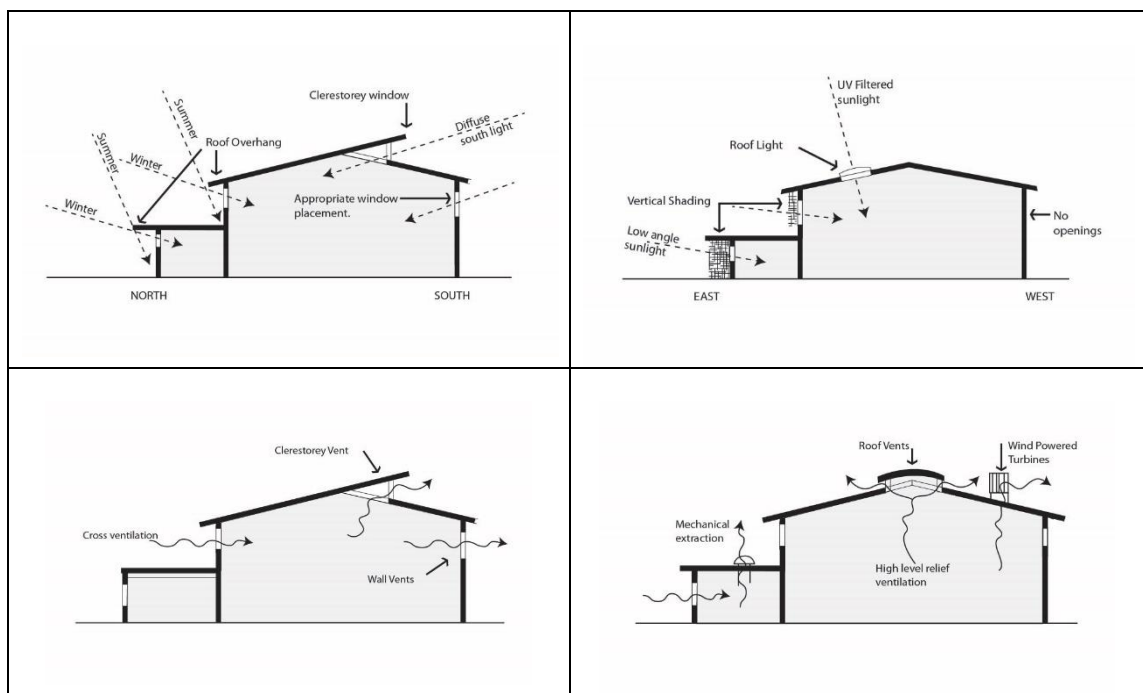 Clerestorey window
Summer
Summer
Roof Overhang
Diffuse
south light
Winter
Winter
Appropriate window
placement.
NORTH
SOUTH
UV Filtered
sunlight
Roof Light
Vertical Shading
Low angle
sunlight
No
openings
EAST
WEST
Clerestorey Vent
Cross ventilation
Wall Vents
Roof Vents
Wind Powered
Turbines
Mechanical
extraction
High level relief
ventilation